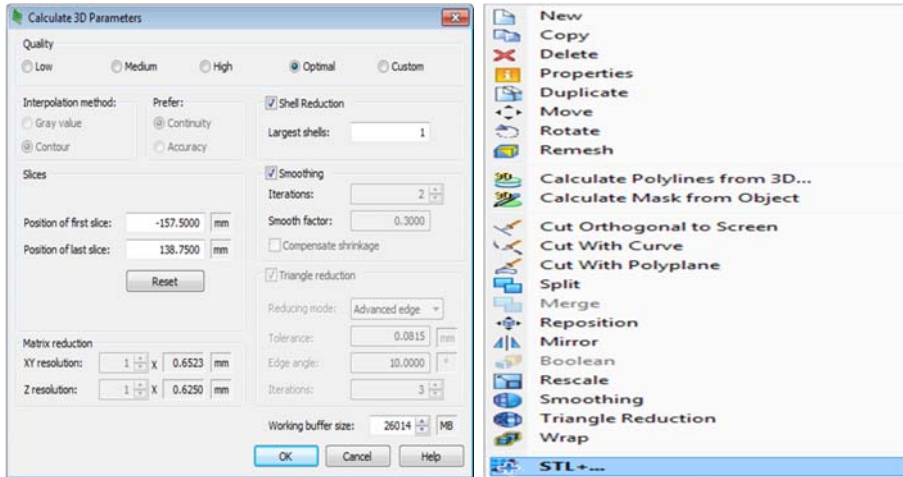 Calculate 3D Parameters
Quality
Low Medium High Optimal Custom
Interpolation method: Prefer:
Gray value Continuity
Contour Accuracy
Shell Reduction
Largest shells: 1
Slices
Position of first slice: -157.5000 mm
Position of last slice: 138.7500 mm
Reset
Smoothing
Iterations: 2
Smooth factor: 0.3000
Compensate shrinkage
Triangle reduction
Reducing mode: Advanced edge
Tolerance: 0.0815 mm
Edge angle: 10.0000 °
Iterations: 3
Matrix reduction
XY resolution: 1 X 0.6523 mm
Z resolution: 1 X 0.6250 mm
Working buffer size: 26014 MB
OK Cancel Help
New
Copy
Delete
Properties
Duplicate
Move
Rotate
Remesh
Calculate Polylines from 3D...
Calculate Mask from Object
Cut Orthogonal to Screen
Cut With Curve
Cut With Polyplane
Split
Merge
Reposition
Mirror
Boolean
Rescale
Smoothing
Triangle Reduction
Wrap
STL+...